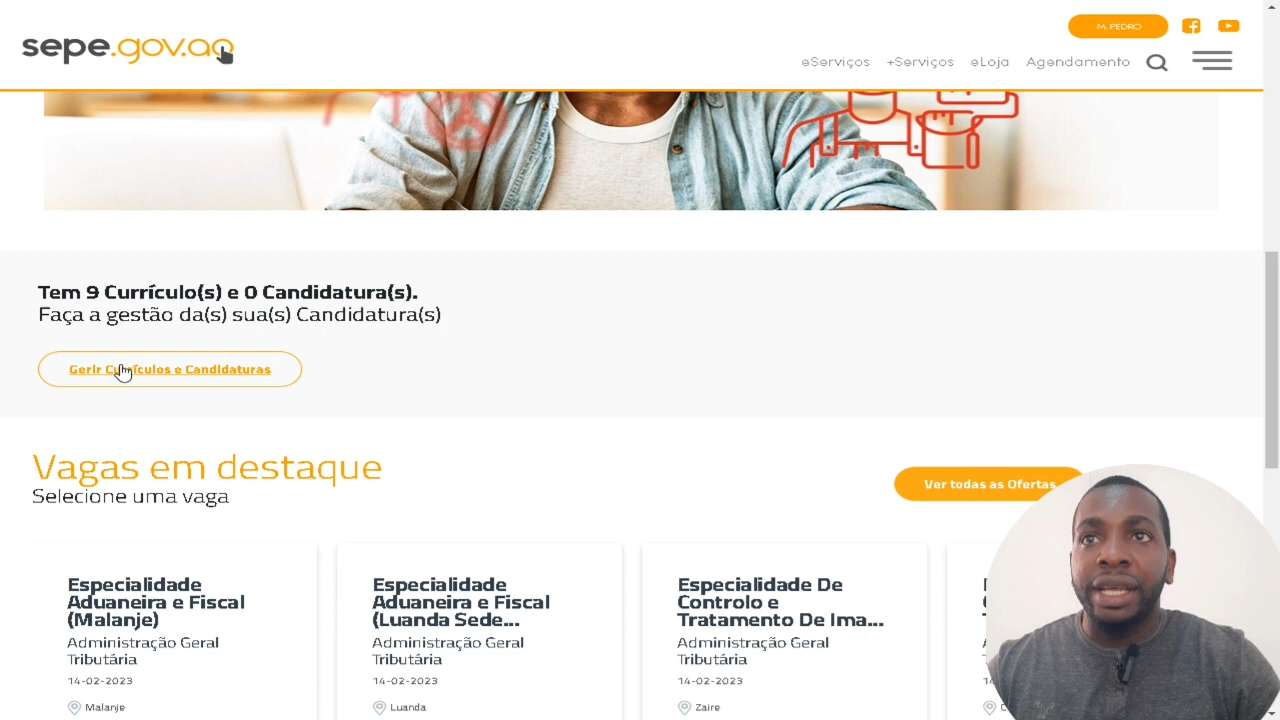 sepe.gov.ao
M. PEDRO
eServiços +Serviços eLoja Agendamento
Tem 9 Currículo(s) e 0 Candidatura(s).
Faça a gestão da(s) sua(s) Candidatura(s)
Gerir Currículos e Candidaturas
Vagas em destaque
Selecione uma vaga
Ver todas as Ofertas
Especialidade
Aduaneira e Fiscal
(Malanje)
Administração Geral
Tributária
14-02-2023
Malanje
Especialidade
Aduaneira e Fiscal
(Luanda Sede...
Administração Geral
Tributária
14-02-2023
Luanda
Especialidade De
Controlo e
Tratamento De Ima...
Administração Geral
Tributária
14-02-2023
Zaire